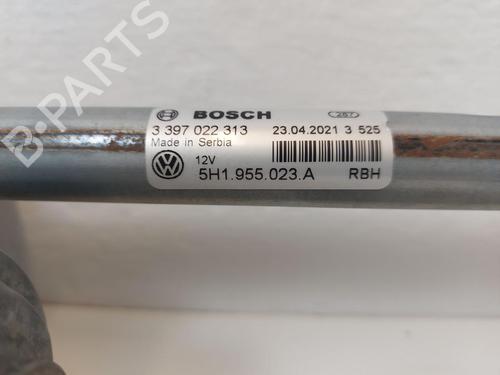 BOSCH 267
3 397 022 313 23.04.2021 3 525
Made in Serbia
12V
5H1.955.023.A RBH
B-PARTS